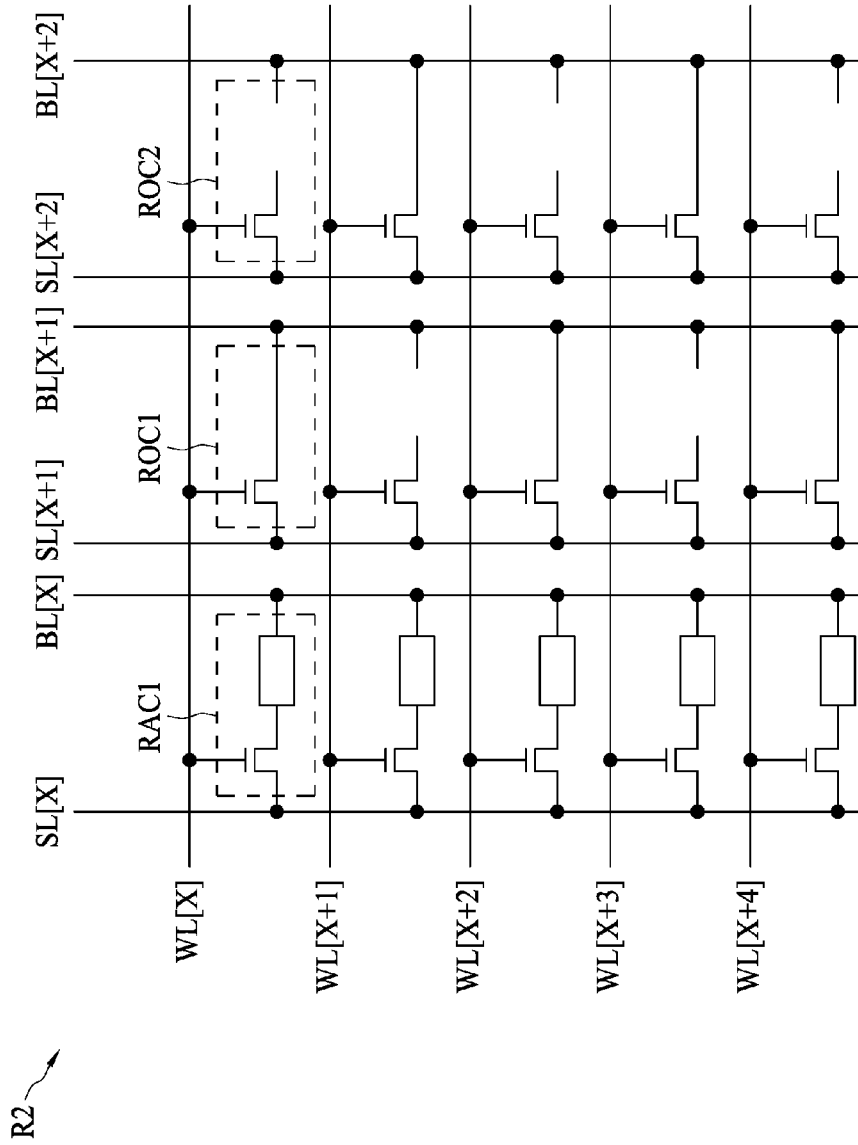 R2
SL[X]
BL[X]
SL[X+1]
BL[X+1]
SL[X+2]
BL[X+2]
RAC1
ROC1
ROC2
WL[X]
WL[X+1]
WL[X+2]
WL[X+3]
WL[X+4]